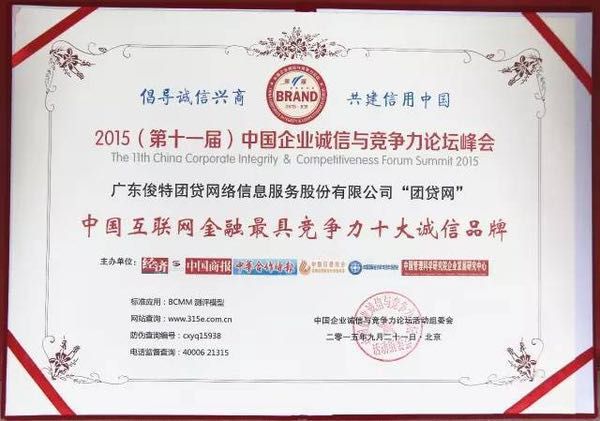 倡导诚信兴商
BRAND
共建信用中国
2015（第十一届）中国企业诚信与竞争力论坛峰会
The 11th China Corporate Integrity & Competitiveness Forum Summit 2015
广东俊特团贷网络信息服务股份有限公司“团贷网”
中国互联网金融最具竞争力十大诚信品牌
主办单位：
经济
中国商报
中华合作时报
中国管理科学研究院企业发展研究中心
标准应用：BCMM 测评模型
网站查询：www.315e.com.cn
防伪查询编号：cxyq15938
电话监督查询：40006 21315
中国企业诚信与竞争力论坛活动组委会
二〇一五年九月二十一日·北京